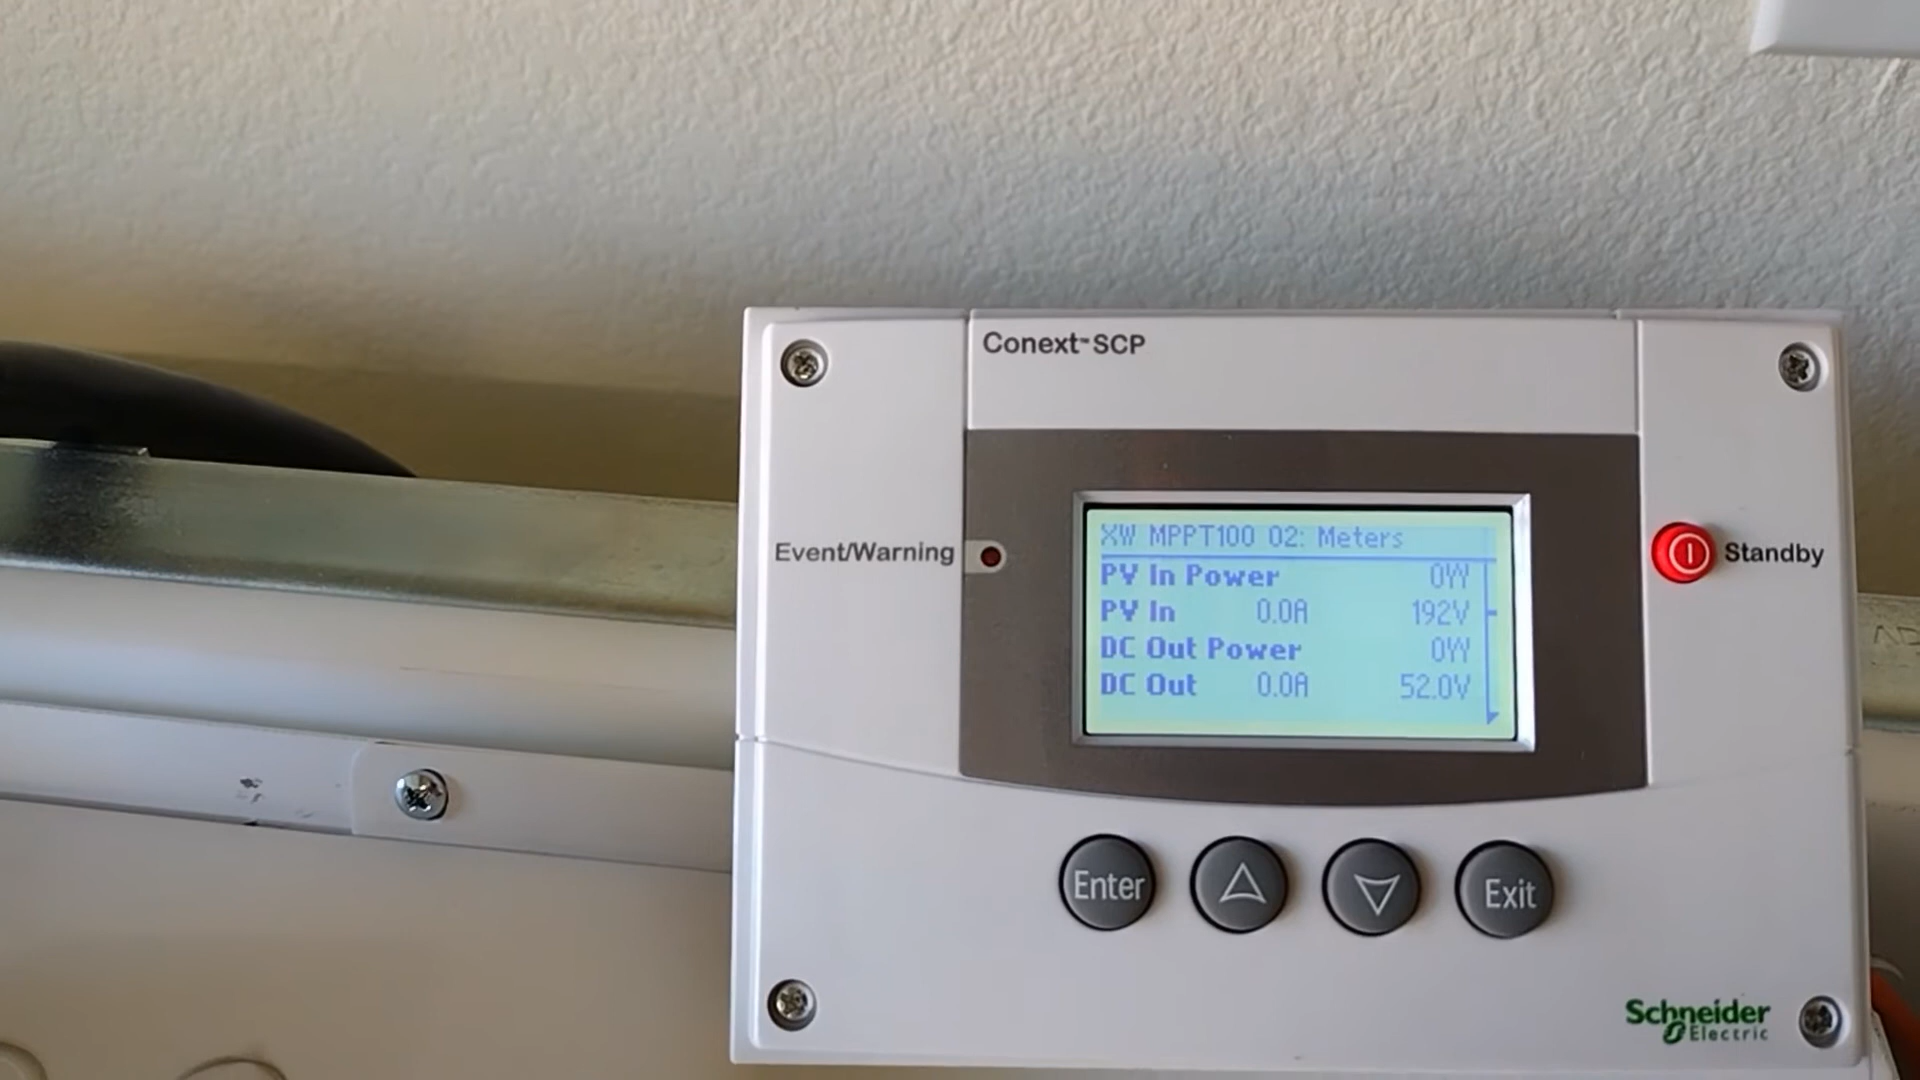 Conext™ SCP
Event/Warning
XW MPPT100 02: Meters
PV In Power 0W
PV In 0.0A 192V
DC Out Power 0W
DC Out 0.0A 52.0V
Standby
Enter
Exit
Schneider
Electric